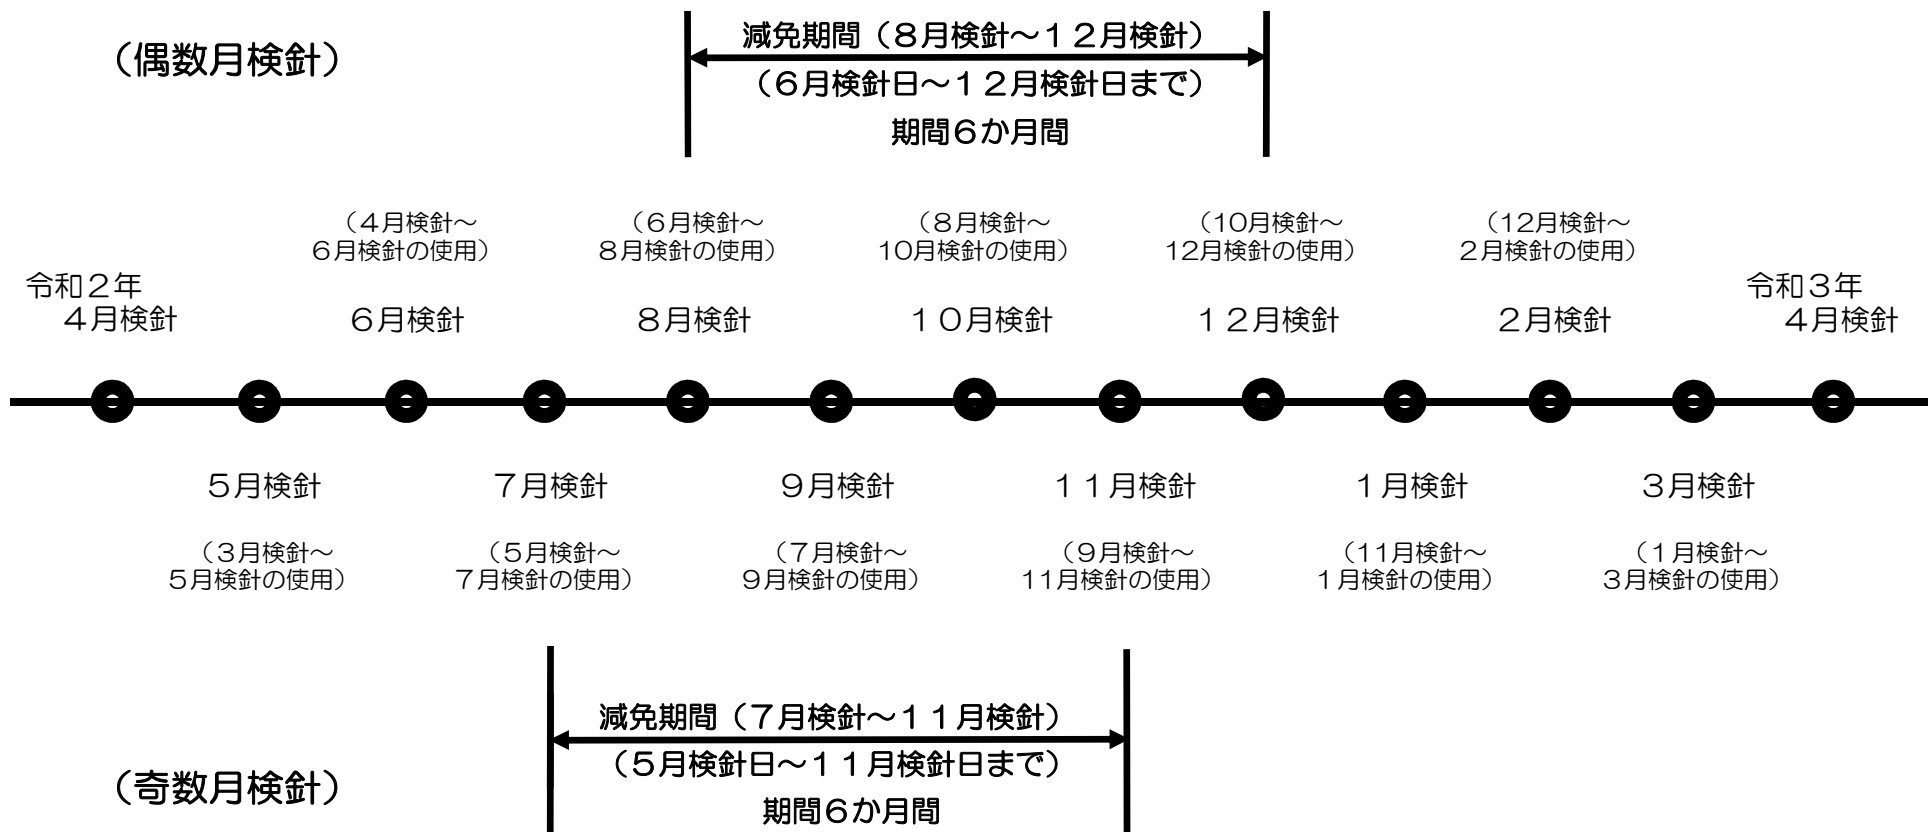 （偶数月検針）
減免期間（８月検針～１２月検針）
（６月検針日～１２月検針日まで）
期間６か月間
（４月検針～
６月検針の使用）
（６月検針～
８月検針の使用）
（８月検針～
10月検針の使用）
（10月検針～
12月検針の使用）
（12月検針～
２月検針の使用）
令和２年
４月検針
６月検針
８月検針
１０月検針
１２月検針
２月検針
令和３年
４月検針
５月検針
７月検針
９月検針
１１月検針
１月検針
３月検針
（３月検針～
５月検針の使用）
（５月検針～
７月検針の使用）
（７月検針～
９月検針の使用）
（９月検針～
11月検針の使用）
（11月検針～
１月検針の使用）
（１月検針～
３月検針の使用）
減免期間（７月検針～１１月検針）
（５月検針日～１１月検針日まで）
期間６か月間
（奇数月検針）